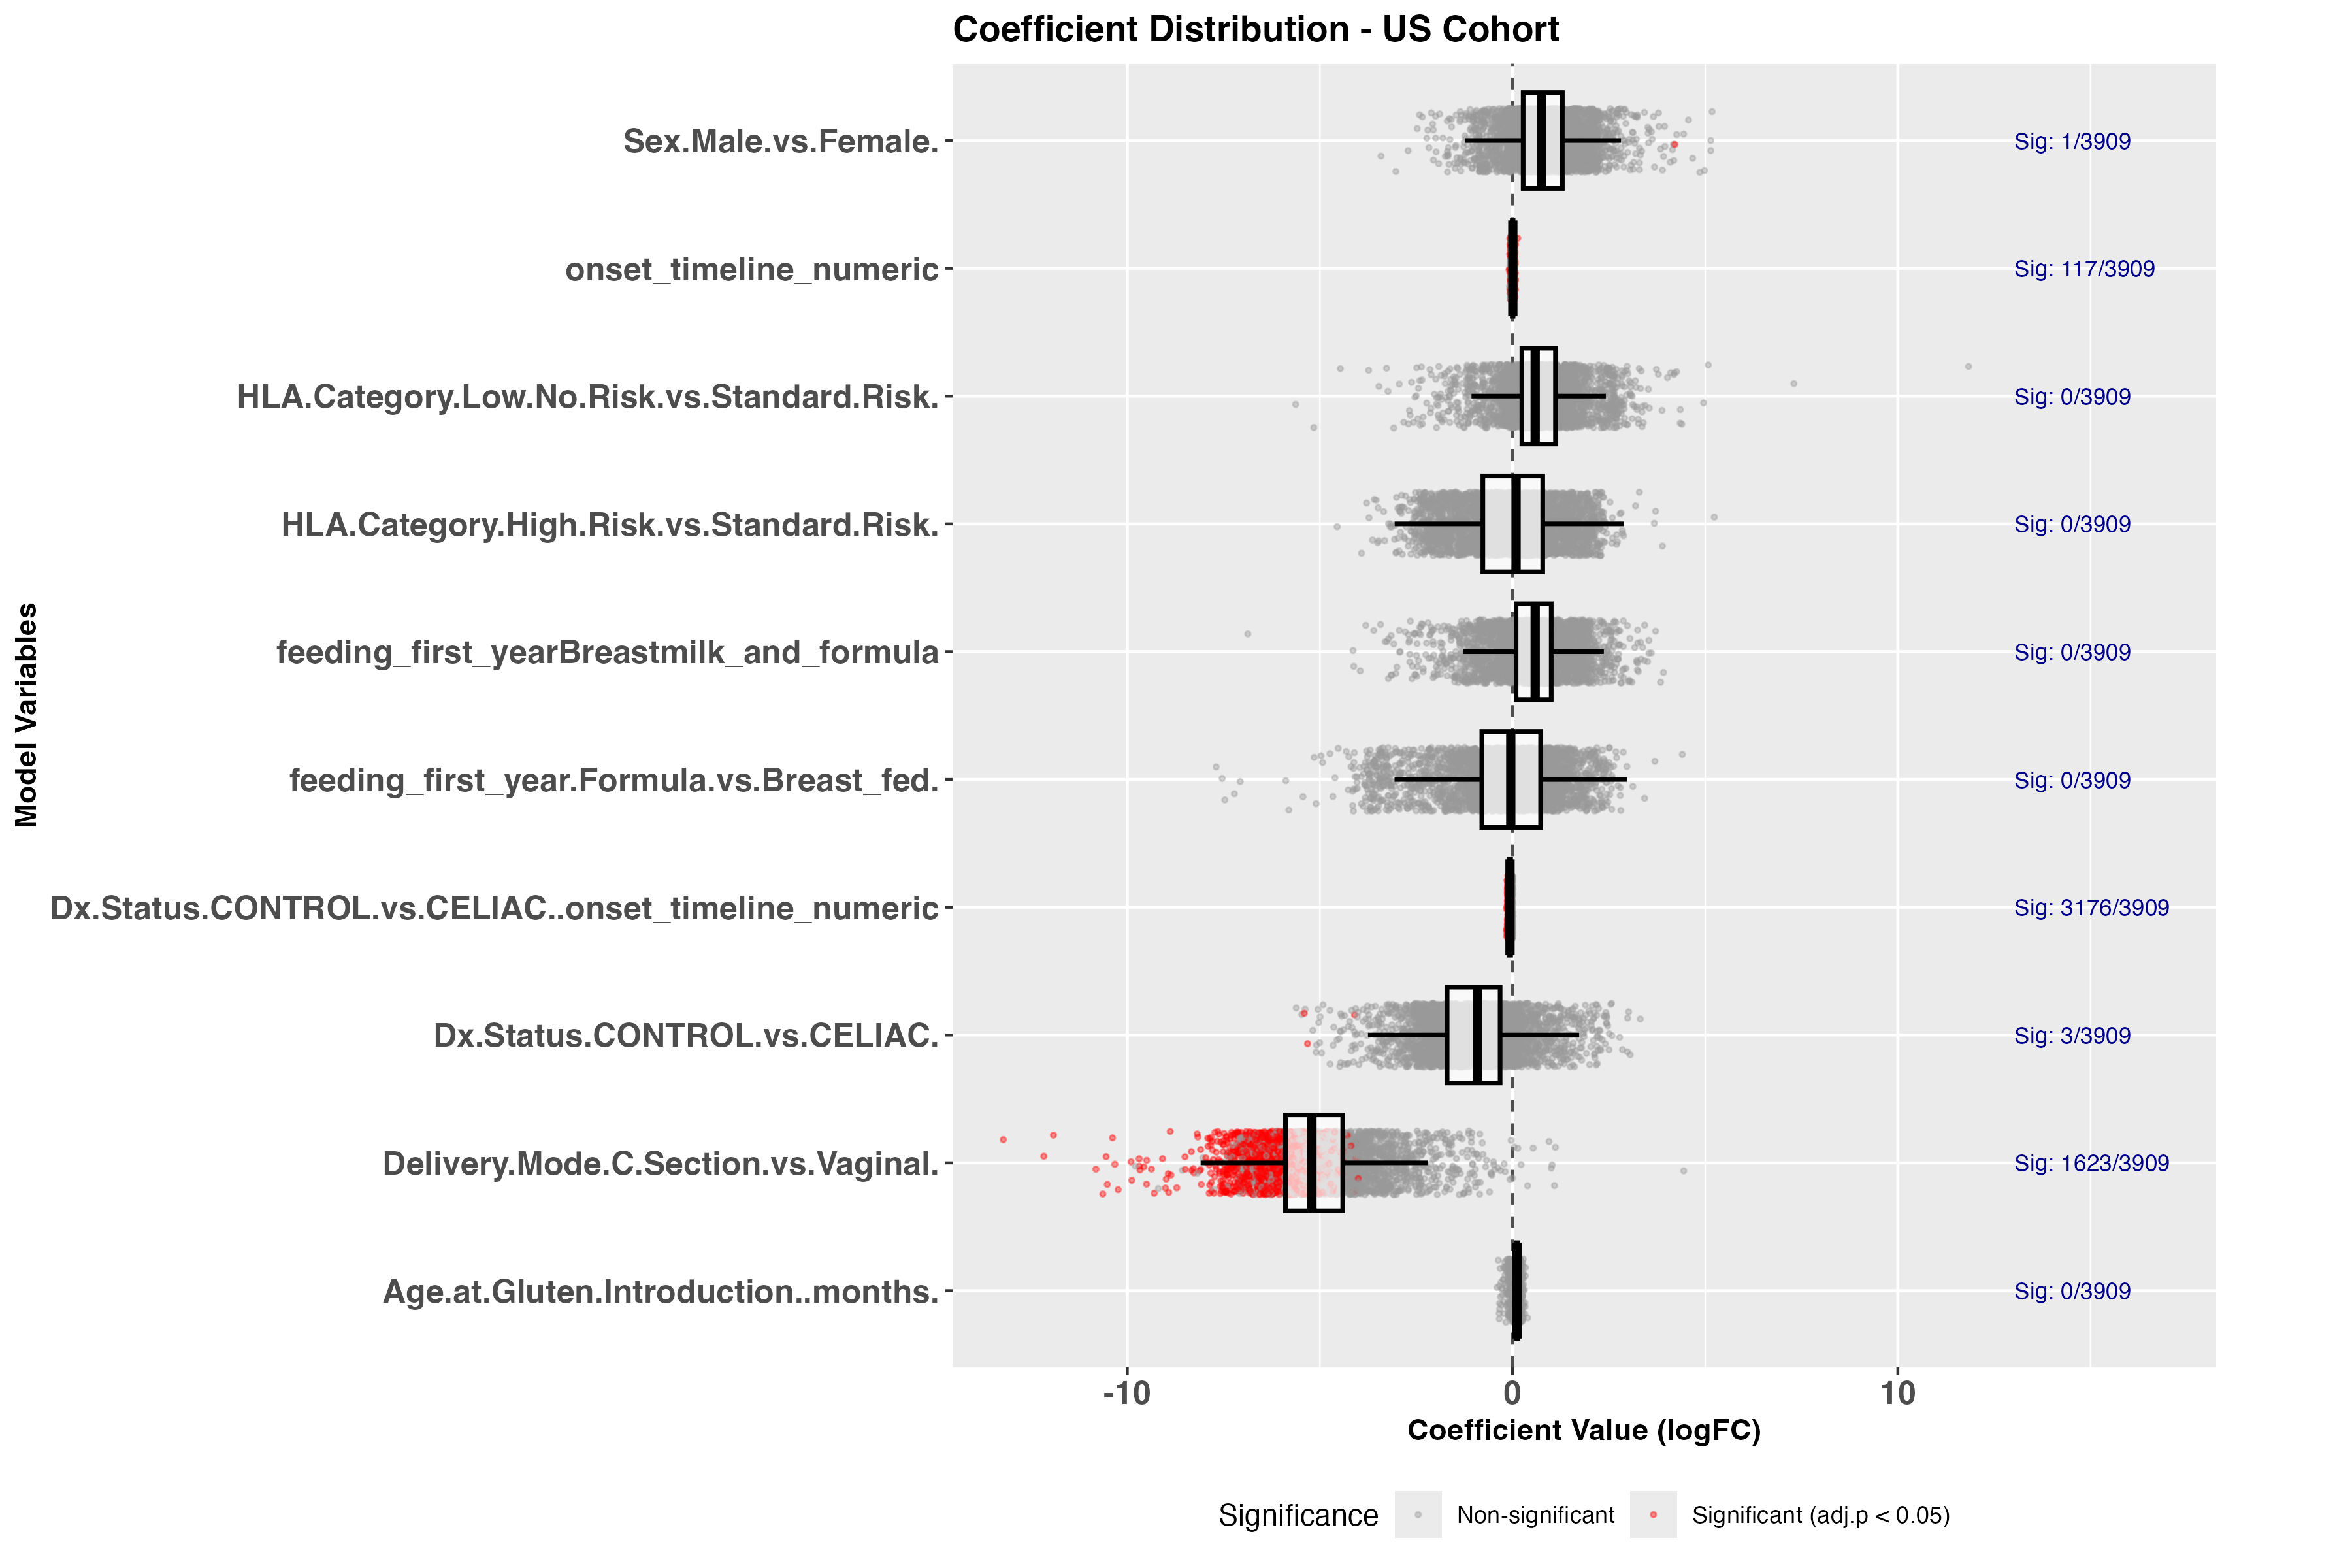 Coefficient Distribution - US Cohort
Model Variables
Sex.Male.vs.Female.
Sig: 1/3909
onset_timeline_numeric
Sig: 117/3909
HLA.Category.Low.No.Risk.vs.Standard.Risk.
Sig: 0/3909
HLA.Category.High.Risk.vs.Standard.Risk.
Sig: 0/3909
feeding_first_yearBreastmilk_and_formula
Sig: 0/3909
feeding_first_year.Formula.vs.Breast_fed.
Sig: 0/3909
Dx.Status.CONTROL.vs.CELIAC..onset_timeline_numeric
Sig: 3176/3909
Dx.Status.CONTROL.vs.CELIAC.
Sig: 3/3909
Delivery.Mode.C.Section.vs.Vaginal.
Sig: 1623/3909
Age.at.Gluten.Introduction..months.
Sig: 0/3909
-10 0 10
Coefficient Value (logFC)
Significance Non-significant Significant (adj.p < 0.05)